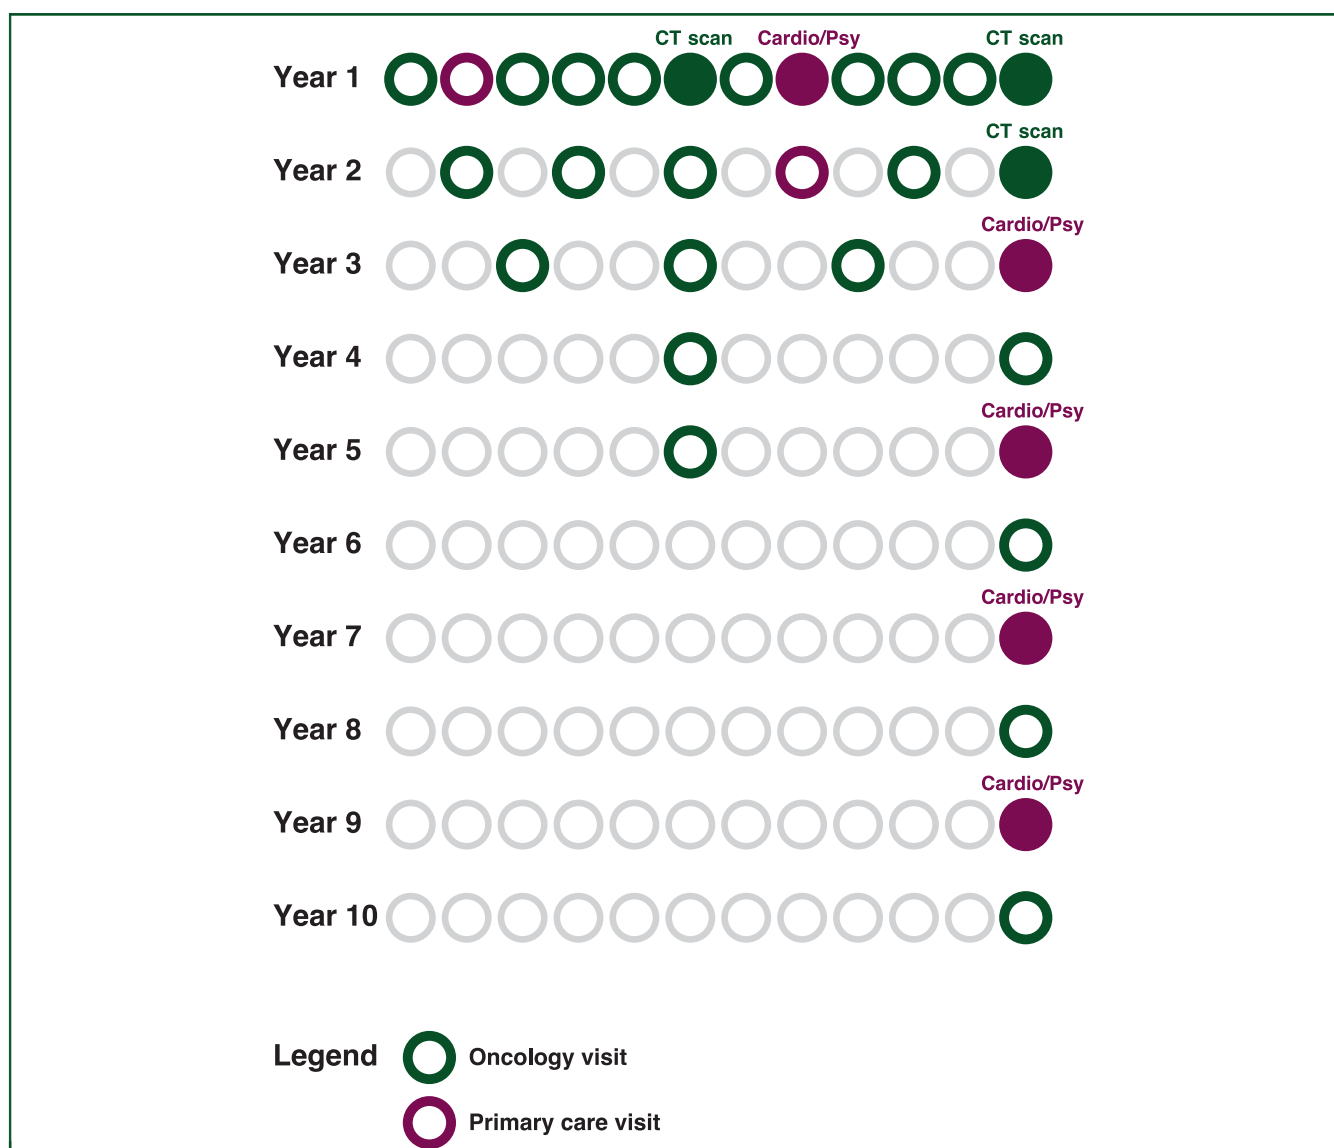 CT scan Cardio/Psy CT scan
Year 1
CT scan
Year 2
Cardio/Psy
Year 3
Year 4
Cardio/Psy
Year 5
Year 6
Cardio/Psy
Year 7
Year 8
Cardio/Psy
Year 9
Year 10
Legend Oncology visit
Primary care visit